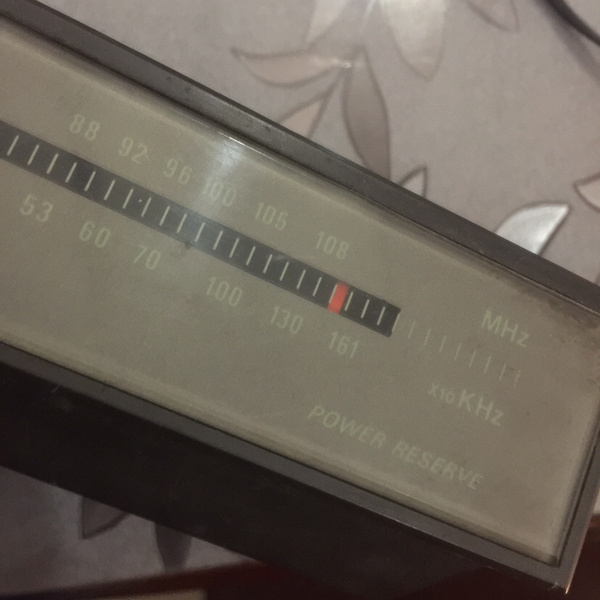 88 92 96 100 105 108 MHz
53 60 70 100 130 161 X10 KHz
POWER RESERVE